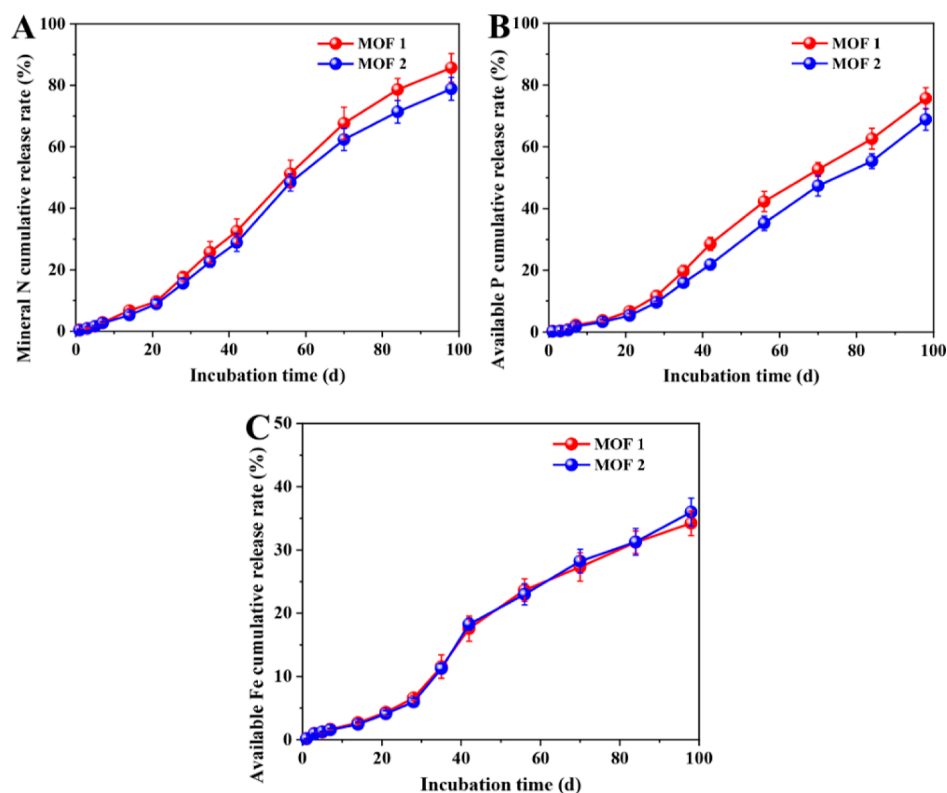 A
Mineral N cumulative release rate (%)
100
80
60
40
20
0
MOF 1
MOF 2
0 20 40 60 80 100
Incubation time (d)
B
Available P cumulative release rate (%)
100
80
60
40
20
0
MOF 1
MOF 2
0 20 40 60 80 100
Incubation time (d)
C
Available Fe cumulative release rate (%)
50
40
30
20
10
0
MOF 1
MOF 2
0 20 40 60 80 100
Incubation time (d)